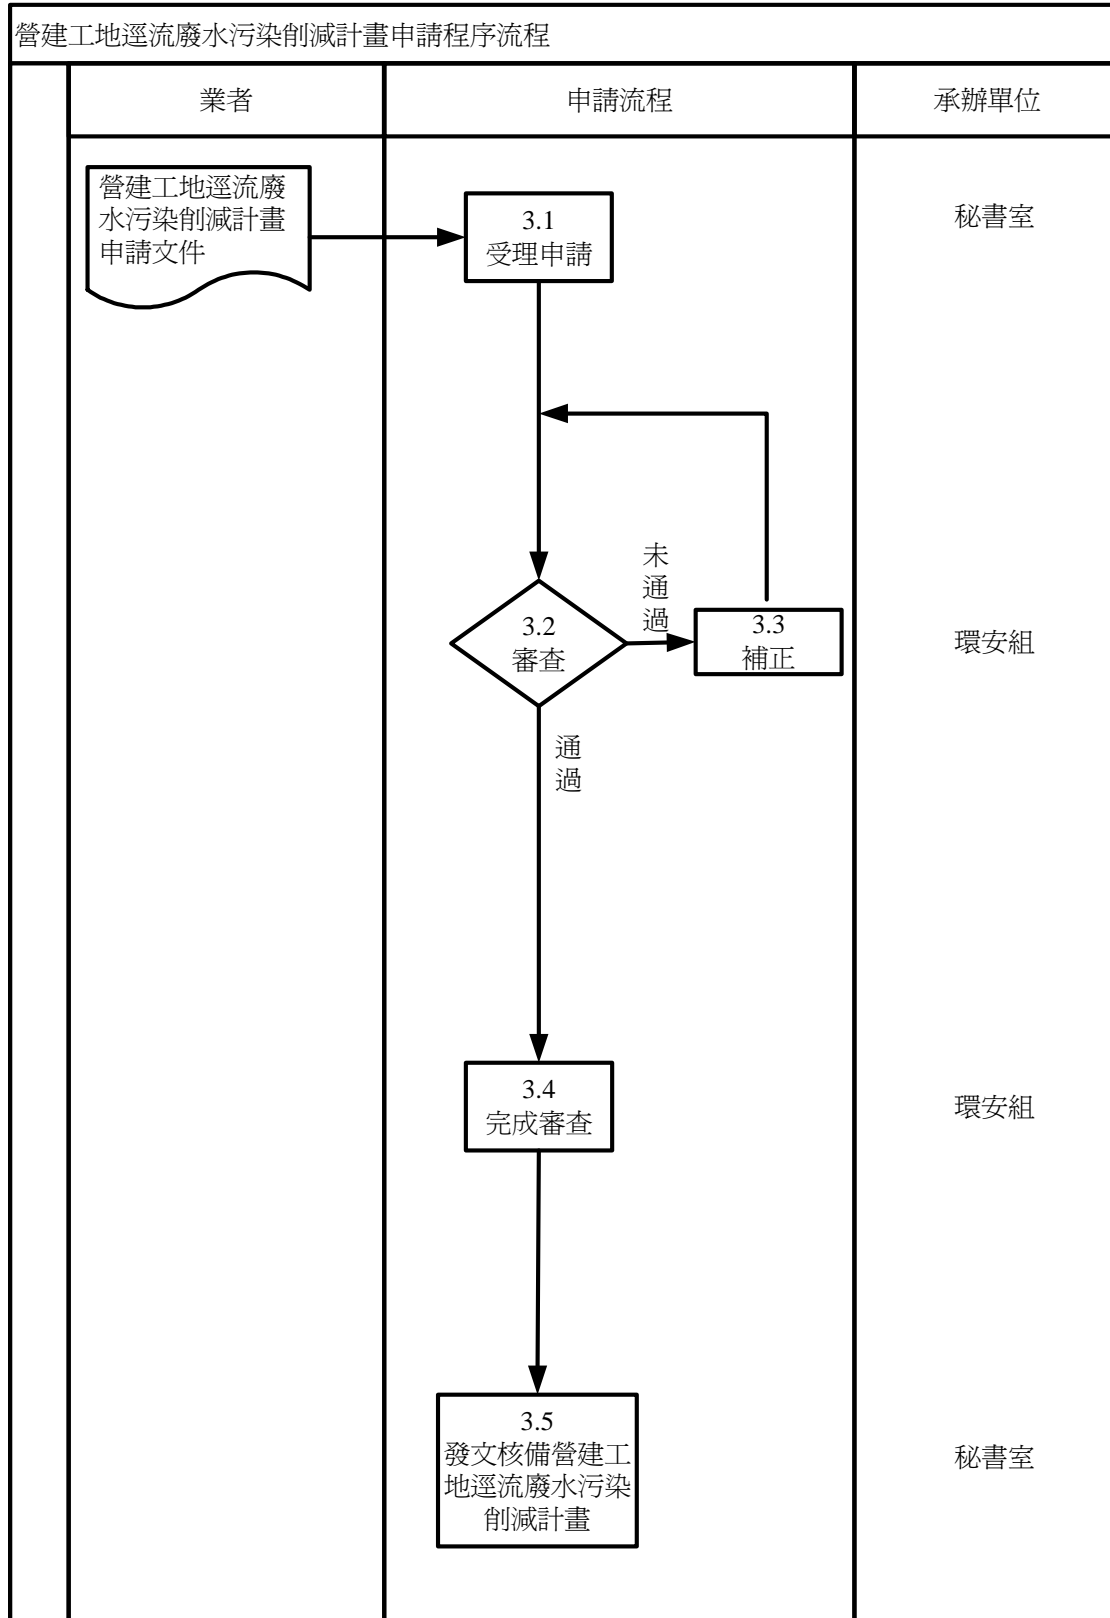 營建工地逕流廢水污染削減計畫申請程序流程
業者
申請流程
承辦單位
營建工地逕流廢
水污染削減計畫
申請文件
3.1
受理申請
秘書室
未
通
過
3.2
審查
3.3
補正
環安組
通
過
3.4
完成審查
環安組
3.5
發文核備營建工
地逕流廢水污染
削減計畫
秘書室